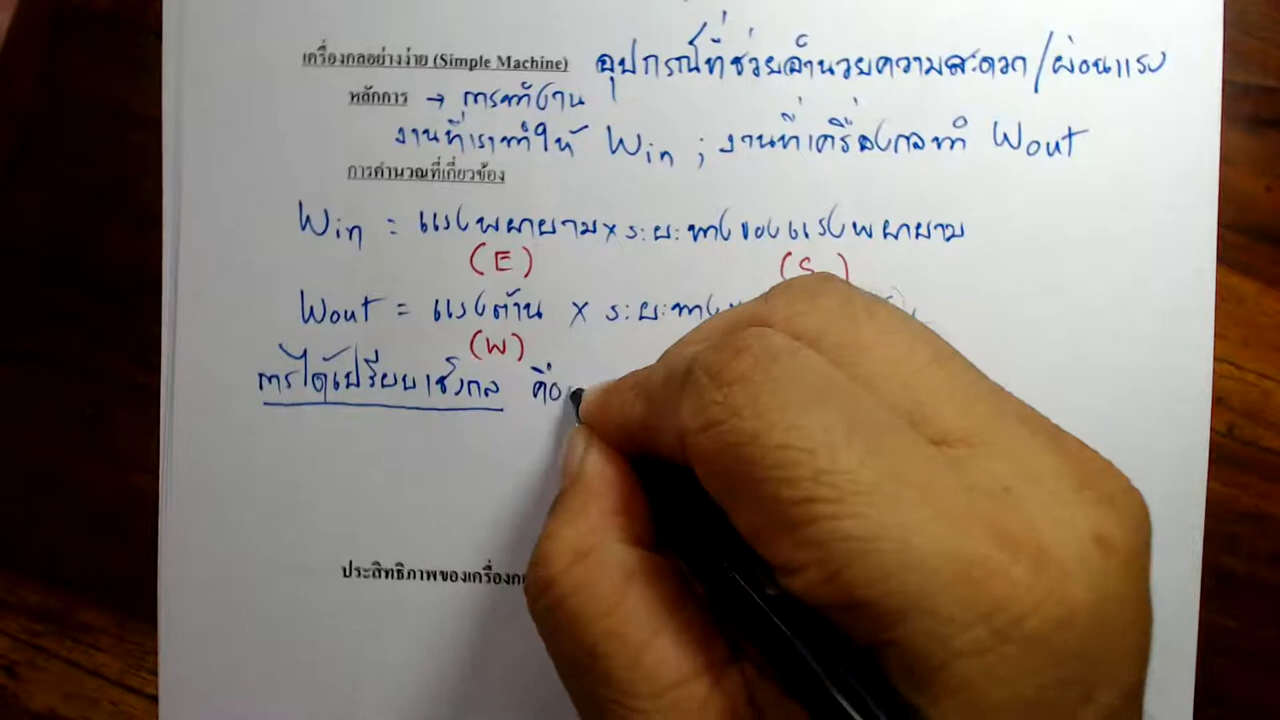 เครื่องกลอย่างง่าย (Simple Machine) อุปกรณ์ที่ช่วยอำนวยความสะดวก/ผ่อนแรง
หลักการ → การทำงาน
งานที่เราทำให้ Win ; งานที่เครื่องกลทำ Wout
การคำนวณที่เกี่ยวข้อง
Win = แรงพยายาม x ระยะทางของแรงพยายาม
(E) (S)
Wout = แรงต้าน x ระยะทาง
(W)
การได้เปรียบเชิงกล คือ
ประสิทธิภาพของเครื่องก